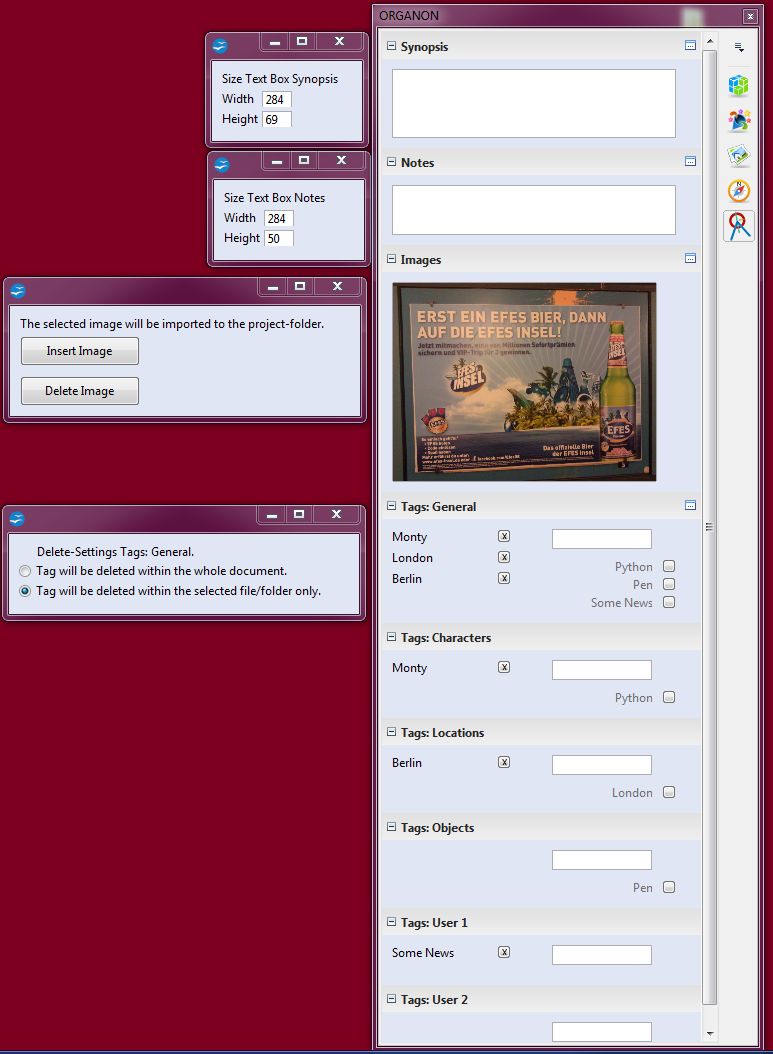 ORGANON
Synopsis
Size Text Box Synopsis
Width 284
Height 69
Notes
Size Text Box Notes
Width 284
Height 50
Images
The selected image will be imported to the project-folder.
Insert Image
Delete Image
ERST EIN EFES BIER, DANN
AUF DIE EFES INSEL!
Jetzt mitmachen, eine von Millionen Sofortprämien
sichern und VIP-Trip für 2 gewinnen.
EFES
INSEL
EFES
Das offizielle Bier
der EFES Insel
Tags: General
Monty x
London x
Berlin x
Python
Pen
Some News
Delete-Settings Tags: General.
Tag will be deleted within the whole document.
Tag will be deleted within the selected file/folder only.
Tags: Characters
Monty x
Python
Tags: Locations
Berlin x
London
Tags: Objects
Pen
Tags: User 1
Some News x
Tags: User 2